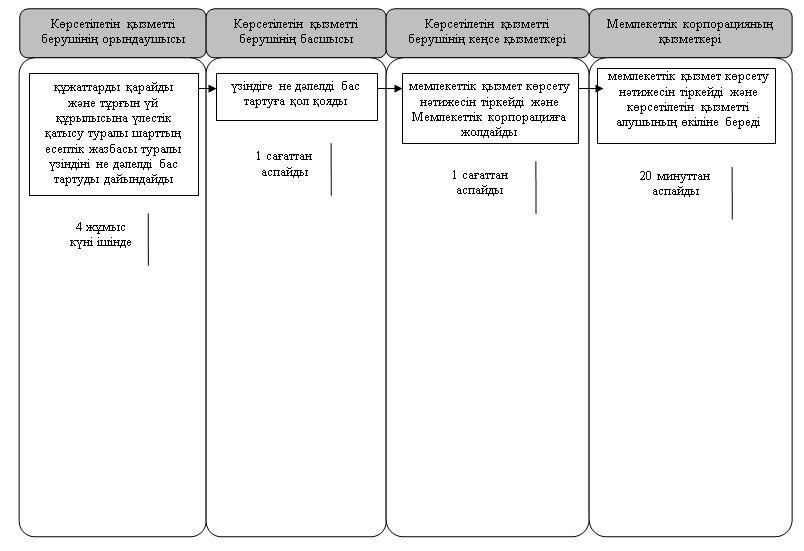 Көрсетілетін қызметті
берушінің орындаушысы
Көрсетілетін қызметті
берушінің басшысы
Көрсетілетін қызметті
берушінің кеңсе қызметкері
Мемлекеттік корпорацияның
қызметкері
құжаттарды қарайды
және тұрғын үй
құрылысына үлестік
қатысу туралы шарттың
есептік жазбасы туралы
үзіндіні не дәлелді бас
тартуды дайындайды
4 жұмыс
күні ішінде
үзіндіге не дәлелді бас
тартуға қол қояды
1 сағаттан
аспайды
мемлекеттік қызмет көрсету
нәтижесін тіркейді және
Мемлекеттік корпорацияға
жолдайды
1 сағаттан
аспайды
мемлекеттік қызмет көрсету
нәтижесін тіркейді және
көрсетілетін қызметті
алушының өкіліне береді
20 минуттан
аспайды